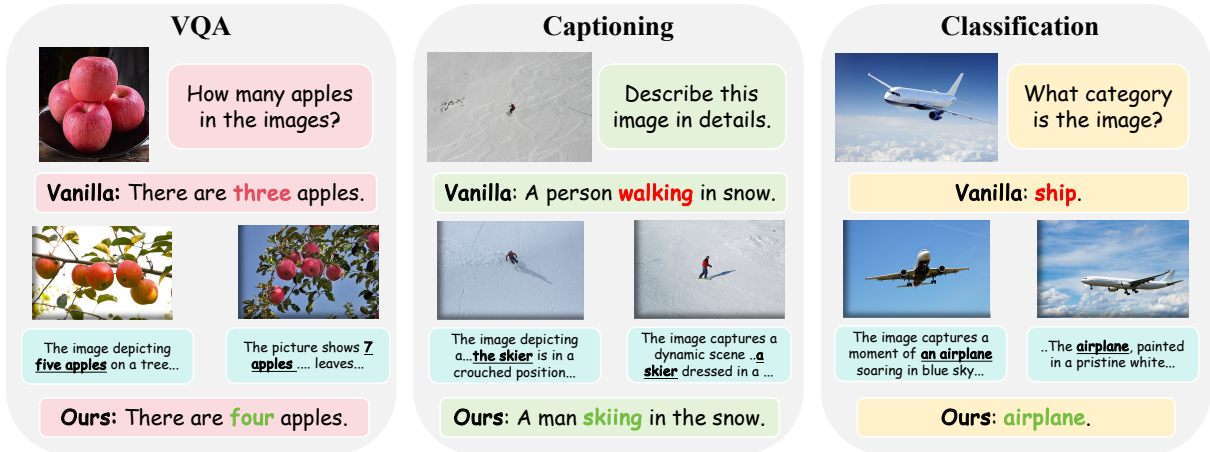 VQA
How many apples
in the images?
Vanilla: There are three apples.
The image depicting
five apples on a tree...
The picture shows 7
apples .... leaves...
Ours: There are four apples.
Captioning
Describe this
image in details.
Vanilla: A person walking in snow.
The image depicting
a...the skier is in a
crouched position...
The image captures a
dynamic scene ..a
skier dressed in a ...
Ours: A man skiing in the snow.
Classification
What category
is the image?
Vanilla: ship.
The image captures a
moment of an airplane
soaring in blue sky...
..The airplane, painted
in a pristine white...
Ours: airplane.